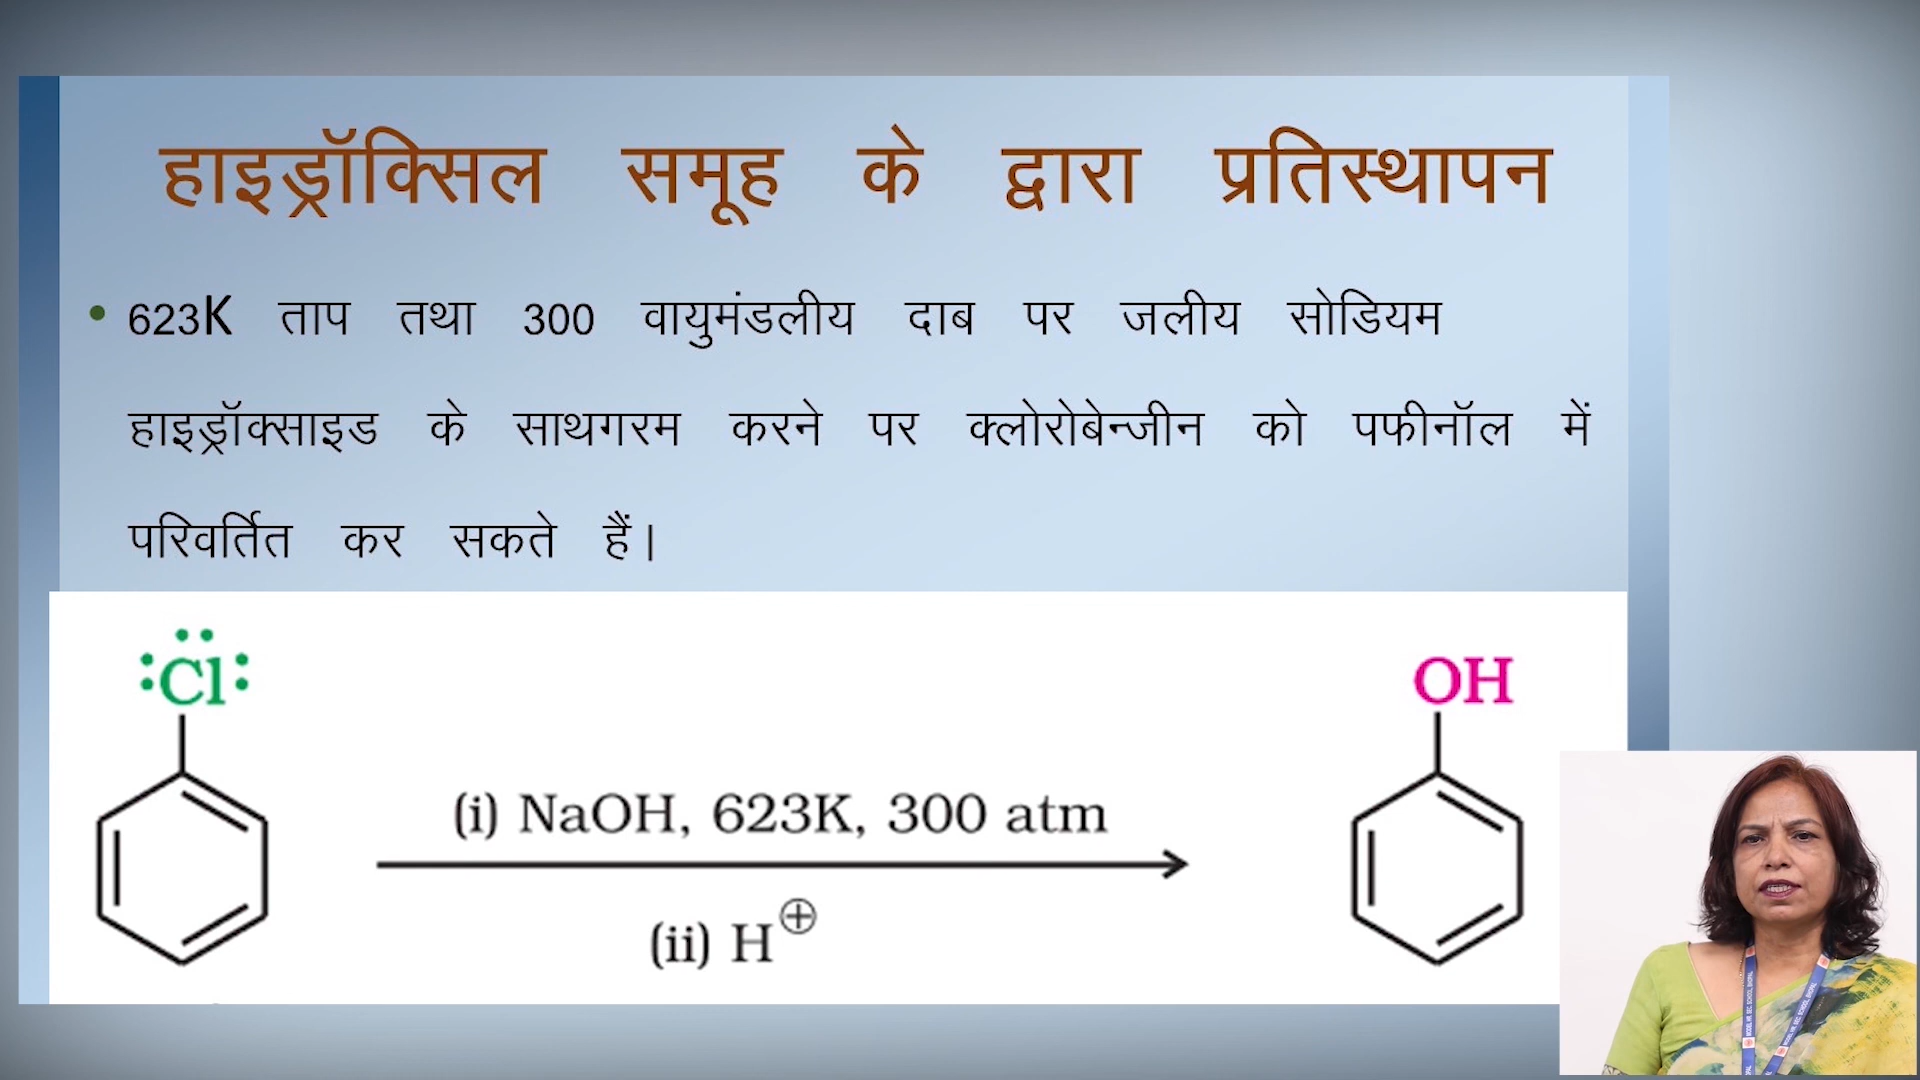 हाइड्रॉक्सिल समूह के द्वारा प्रतिस्थापन
• 623K ताप तथा 300 वायुमंडलीय दाब पर जलीय सोडियम
हाइड्रॉक्साइड के साथगरम करने पर क्लोरोबेन्जीन को पफीनॉल में
परिवर्तित कर सकते हैं।
Cl
OH
(i) NaOH, 623K, 300 atm
(ii) H⊕